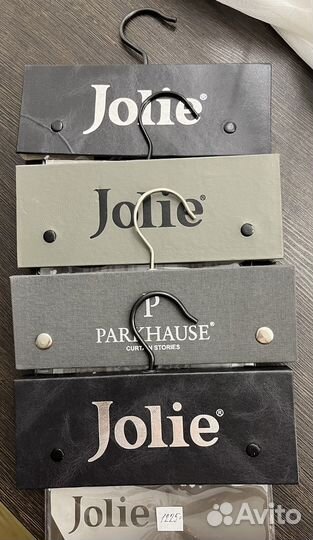 Jolie®
Jolie®
P
PARKHAUSE®
CURTAIN STORIES
Jolie®
Jolie
1225-
Avito